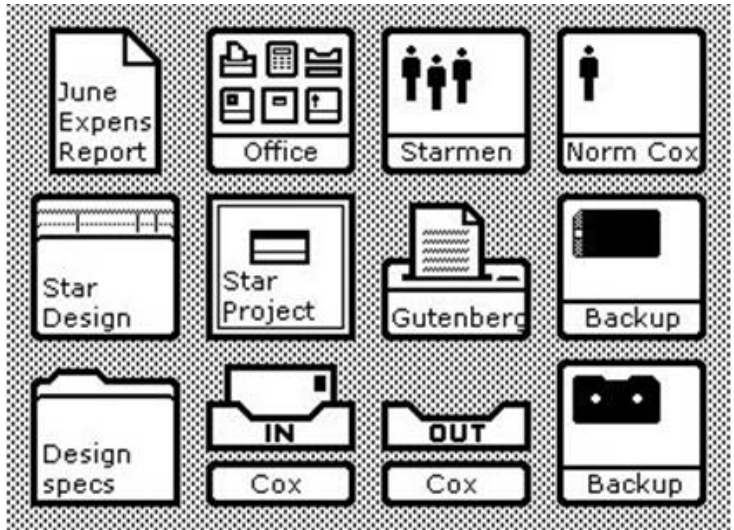 June
Expens
Report
Office
Starmen
Norm Cox
Star
Design
Star
Project
Gutenberg
Backup
Design
specs
IN
Cox
OUT
Cox
Backup